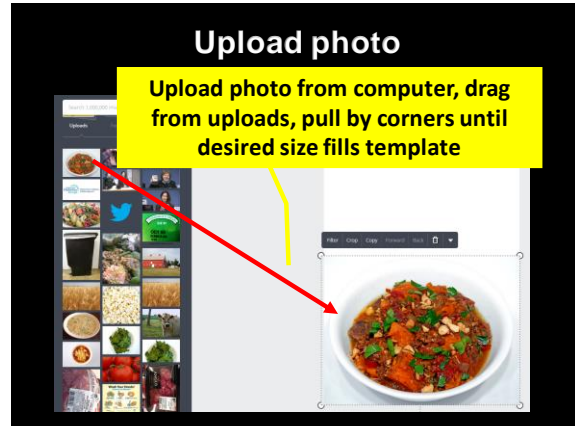 Upload photo
Upload photo from computer, drag
from uploads, pull by corners until
desired size fills template
Uploads
Filter Crop Copy Forward Back